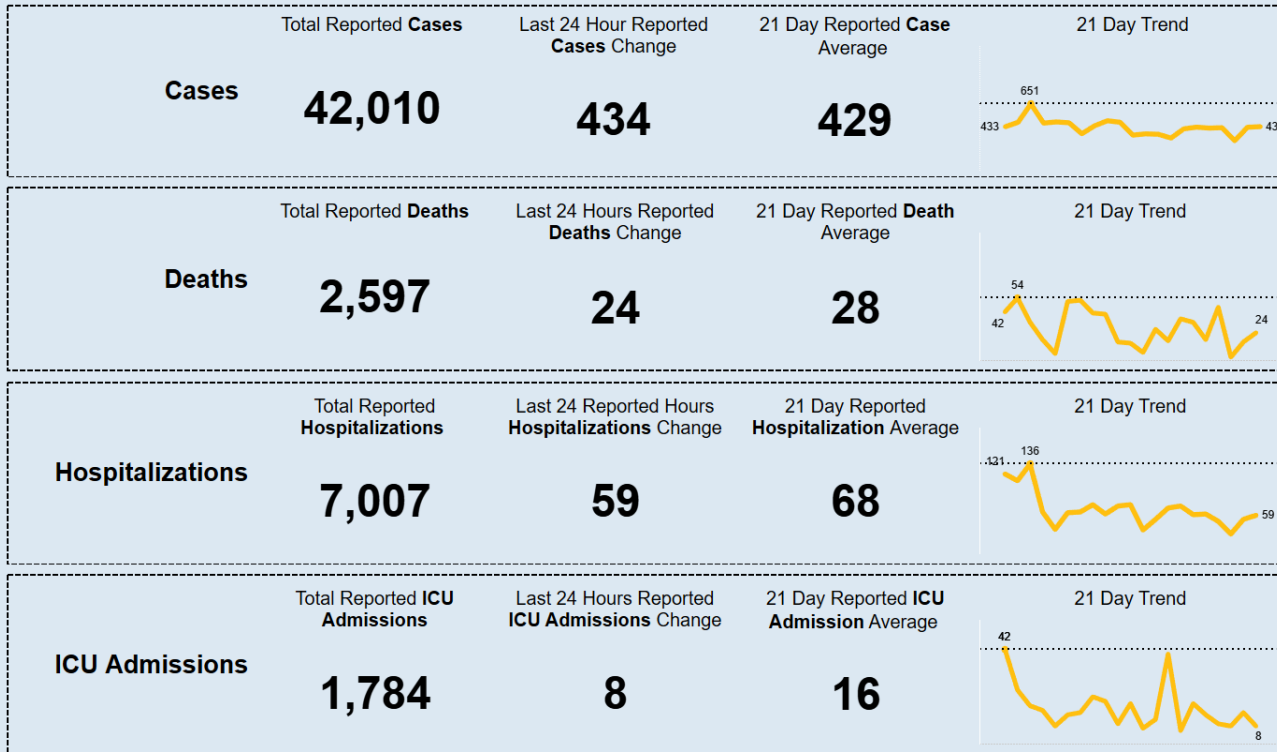 Total Reported Cases
Last 24 Hour Reported
Cases Change
21 Day Reported Case
Average
21 Day Trend
Cases
42,010
434
429
651
433
43
Total Reported Deaths
Last 24 Hours Reported
Deaths Change
21 Day Reported Death
Average
21 Day Trend
Deaths
2,597
24
28
54
42
24
Total Reported
Hospitalizations
Last 24 Reported Hours
Hospitalizations Change
21 Day Reported
Hospitalization Average
21 Day Trend
Hospitalizations
7,007
59
68
121
136
59
Total Reported ICU
Admissions
Last 24 Hours Reported
ICU Admissions Change
21 Day Reported ICU
Admission Average
21 Day Trend
ICU Admissions
1,784
8
16
42
8